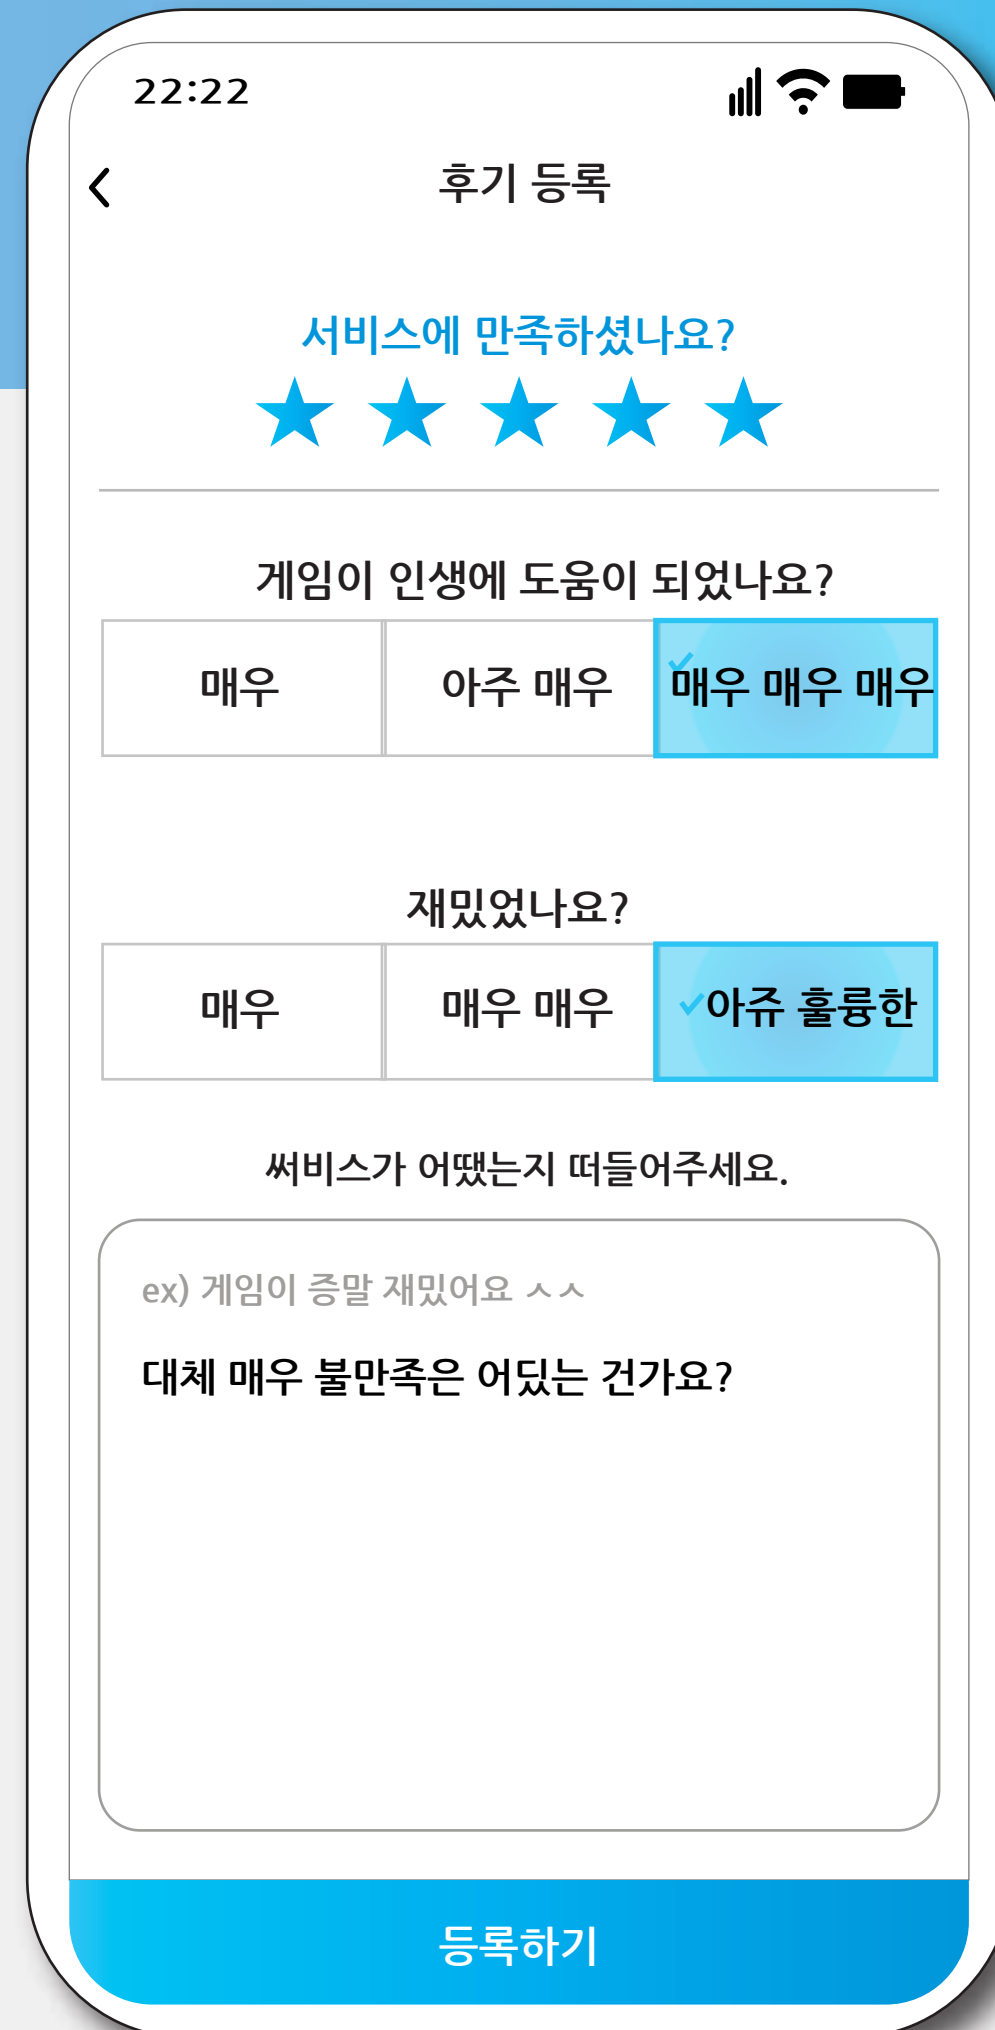 22:22
후기 등록
서비스에 만족하셨나요?
게임이 인생에 도움이 되었나요?
매우 아주 매우 매우 매우 매우
재밌었나요?
매우 매우 매우 아쥬 훌륭한
써비스가 어땠는지 떠들어주세요.
ex) 게임이 증말 재밌어요 ㅅㅅ
대체 매우 불만족은 어딨는 건가요?
등록하기